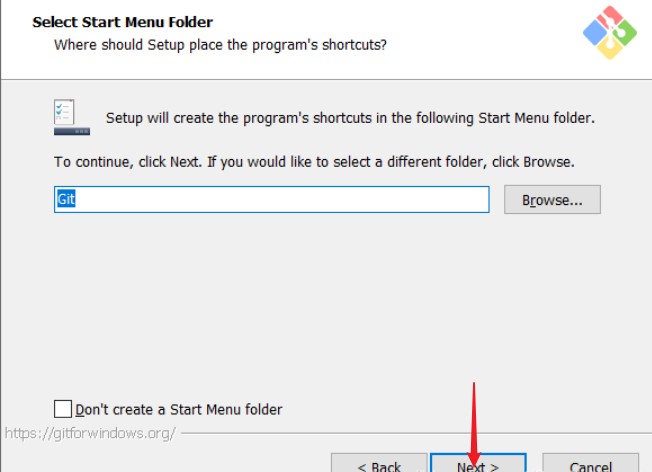 Select Start Menu Folder
Where should Setup place the program's shortcuts?
Setup will create the program's shortcuts in the following Start Menu folder.
To continue, click Next. If you would like to select a different folder, click Browse.
Git
Browse...
Don't create a Start Menu folder
https://gitforwindows.org/
< Back
Next >
Cancel